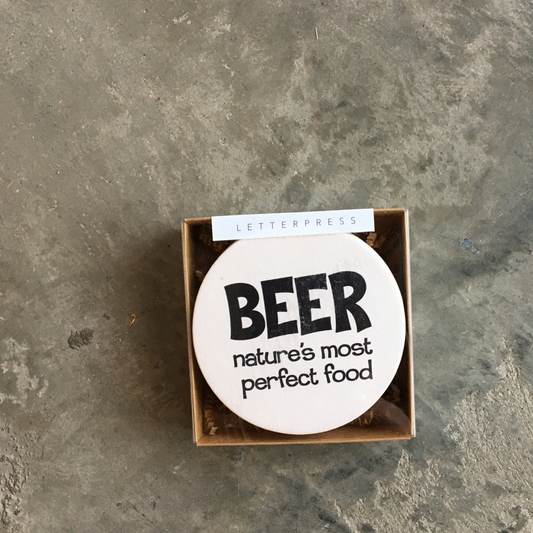 LETTERPRESS
BEER
nature's most
perfect food